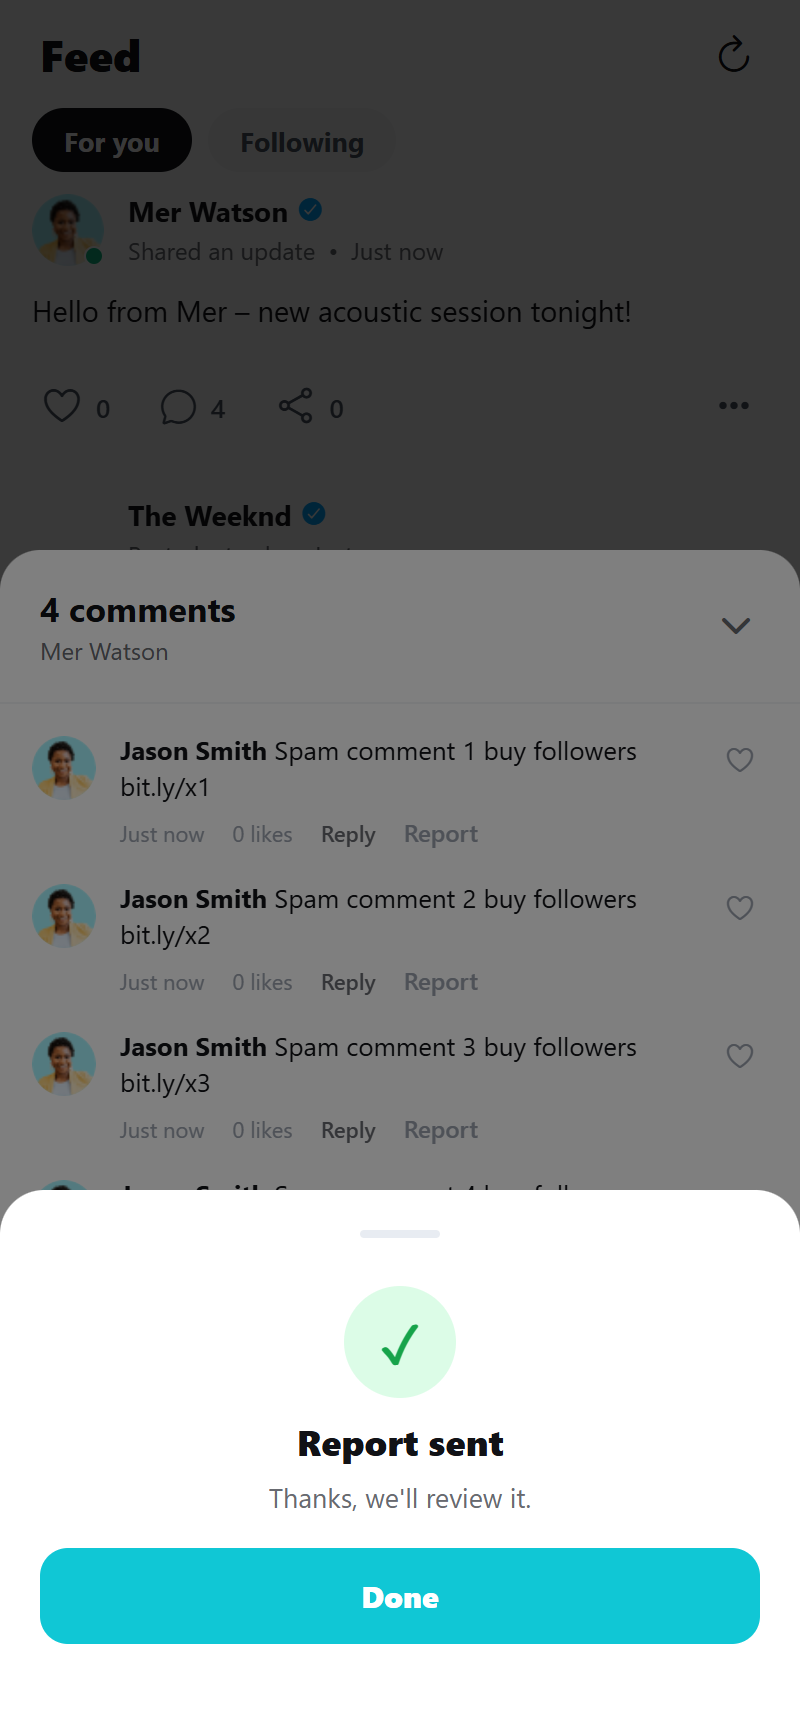 Feed
For you
Following
Mer Watson
Shared an update • Just now
Hello from Mer – new acoustic session tonight!
0
4
0
The Weeknd
4 comments
Mer Watson
Jason Smith Spam comment 1 buy followers
bit.ly/x1
Just now 0 likes Reply Report
Jason Smith Spam comment 2 buy followers
bit.ly/x2
Just now 0 likes Reply Report
Jason Smith Spam comment 3 buy followers
bit.ly/x3
Just now 0 likes Reply Report
Report sent
Thanks, we'll review it.
Done